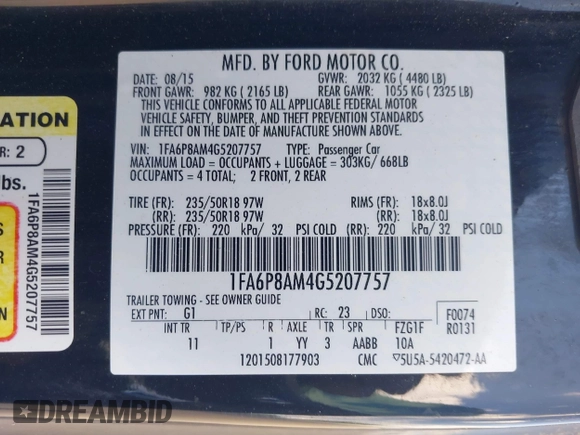 MFD. BY FORD MOTOR CO.
DATE: 08/15 GVWR: 2032 KG ( 4480 LB)
FRONT GAWR: 982 KG ( 2165 LB) REAR GAWR: 1055 KG ( 2325 LB)
THIS VEHICLE CONFORMS TO ALL APPLICABLE FEDERAL MOTOR
VEHICLE SAFETY, BUMPER, AND THEFT PREVENTION STANDARDS
IN EFFECT ON THE DATE OF MANUFACTURE SHOWN ABOVE.
VIN: 1FA6P8AM4G5207757 TYPE: Passenger Car
MAXIMUM LOAD = OCCUPANTS + LUGGAGE = 303KG/ 668LB
OCCUPANTS = 4 TOTAL; 2 FRONT, 2 REAR
TIRE (FR): 235/50R18 97W RIMS (FR): 18x8.0J
(RR): 235/50R18 97W (RR): 18x8.0J
PRESSURE (FR): 220 kPa/ 32 PSI COLD (RR): 220 kPa/ 32 PSI COLD
1FA6P8AM4G5207757
TRAILER TOWING - SEE OWNER GUIDE
EXT PNT: G1 RC: 23 DSO: F0074
INT TR TP/PS R AXLE TR SPR FZG1F R0131
11 1 YY 3 AABB 10A
1201508177903 CMC 5U5A-5420472-AA
ATION
R: 2
lbs.
S
N
1FA6P8AM4G5207757
DREAMBID